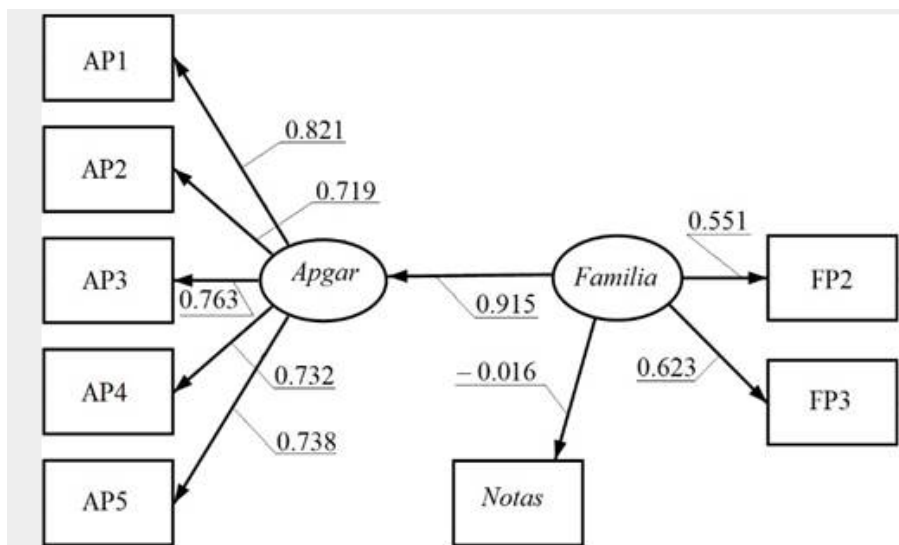 AP1
0.821
AP2
0.719
0.551
AP3
Apgar
Familia
FP2
0.763
0.915
0.732
– 0.016
0.623
AP4
FP3
0.738
AP5
Notas